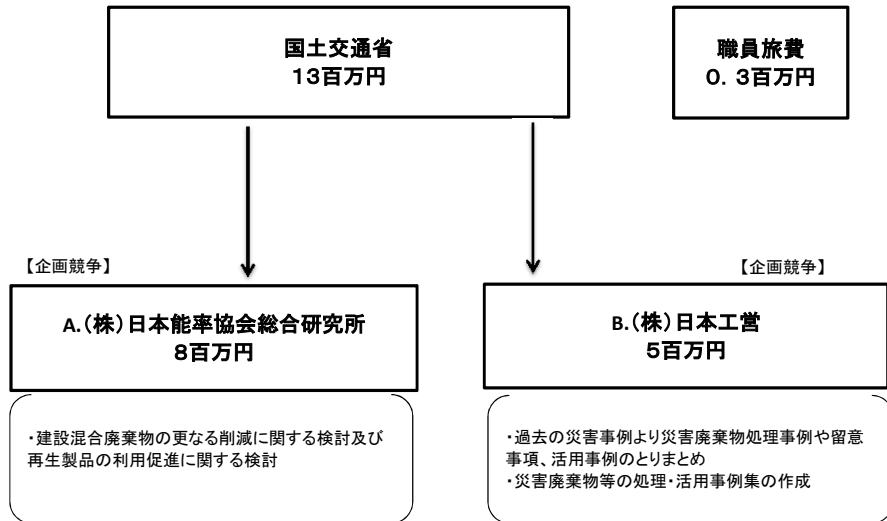 国土交通省
13百万円
職員旅費
0．3百万円
【企画競争】
【企画競争】
A.（株）日本能率協会総合研究所
8百万円
B.（株）日本工営
5百万円
・建設混合廃棄物の更なる削減に関する検討及び
再生製品の利用促進に関する検討
・過去の災害事例より災害廃棄物処理事例や留意
事項、活用事例のとりまとめ
・災害廃棄物等の処理・活用事例集の作成